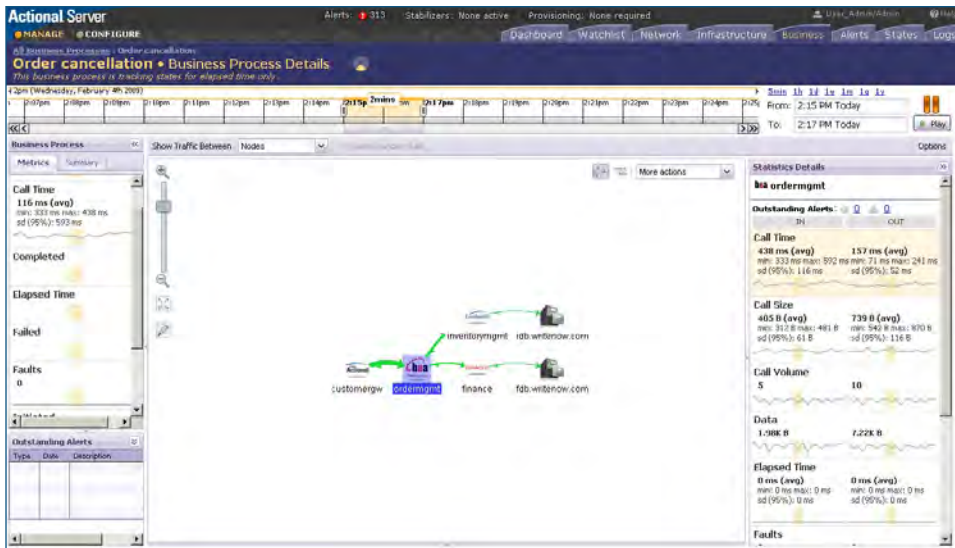 Actional Server
Alerts: 313 Stabilizers: None active Provisioning: None required
User_Admin/Admin
MANAGE CONFIGURE
Dashboard Watchlist Network Infrastructure Business Alerts States Logs
All Business Processes : Order cancellation
Order cancellation • Business Process Details
This business process is tracking states for elapsed time only.
2pm (Wednesday, February 4th 2009)
5min 1h 1d 1w 1m 1q 1y
2:07pm 2:08pm 2:09pm 2:10pm 2:11pm 2:12pm 2:13pm 2:14pm 2:15p 2mins 2:17pm 2:18pm 2:19pm 2:20pm 2:21pm 2:22pm 2:23pm 2:24pm 2:25
From: 2:15 PM Today
To: 2:17 PM Today
Play
Business Process
Show Traffic Between Nodes
Options
Metrics Summary
More actions
Call Time
116 ms (avg)
min: 333 ms max: 438 ms
sd (95%): 593 ms
Completed
Elapsed Time
Failed
Faults
0
Outstanding Alerts
Type Date Description
inventorymgmt idb.writenow.com
customergw ordermgmt finance fdb.writenow.com
Statistics Details
bea ordermgmt
Outstanding Alerts: 0 0
IN OUT
Call Time
438 ms (avg) 157 ms (avg)
min: 333 ms max: 592 ms min: 71 ms max: 241 ms
sd (95%): 116 ms sd (95%): 52 ms
Call Size
405 B (avg) 739 B (avg)
min: 312 B max: 481 B min: 542 B max: 870 B
sd (95%): 61 B sd (95%): 116 B
Call Volume
5 10
Data
1.98K B 7.22K B
Elapsed Time
0 ms (avg) 0 ms (avg)
min: 0 ms max: 0 ms min: 0 ms max: 0 ms
sd (95%): 0 ms sd (95%): 0 ms
Faults